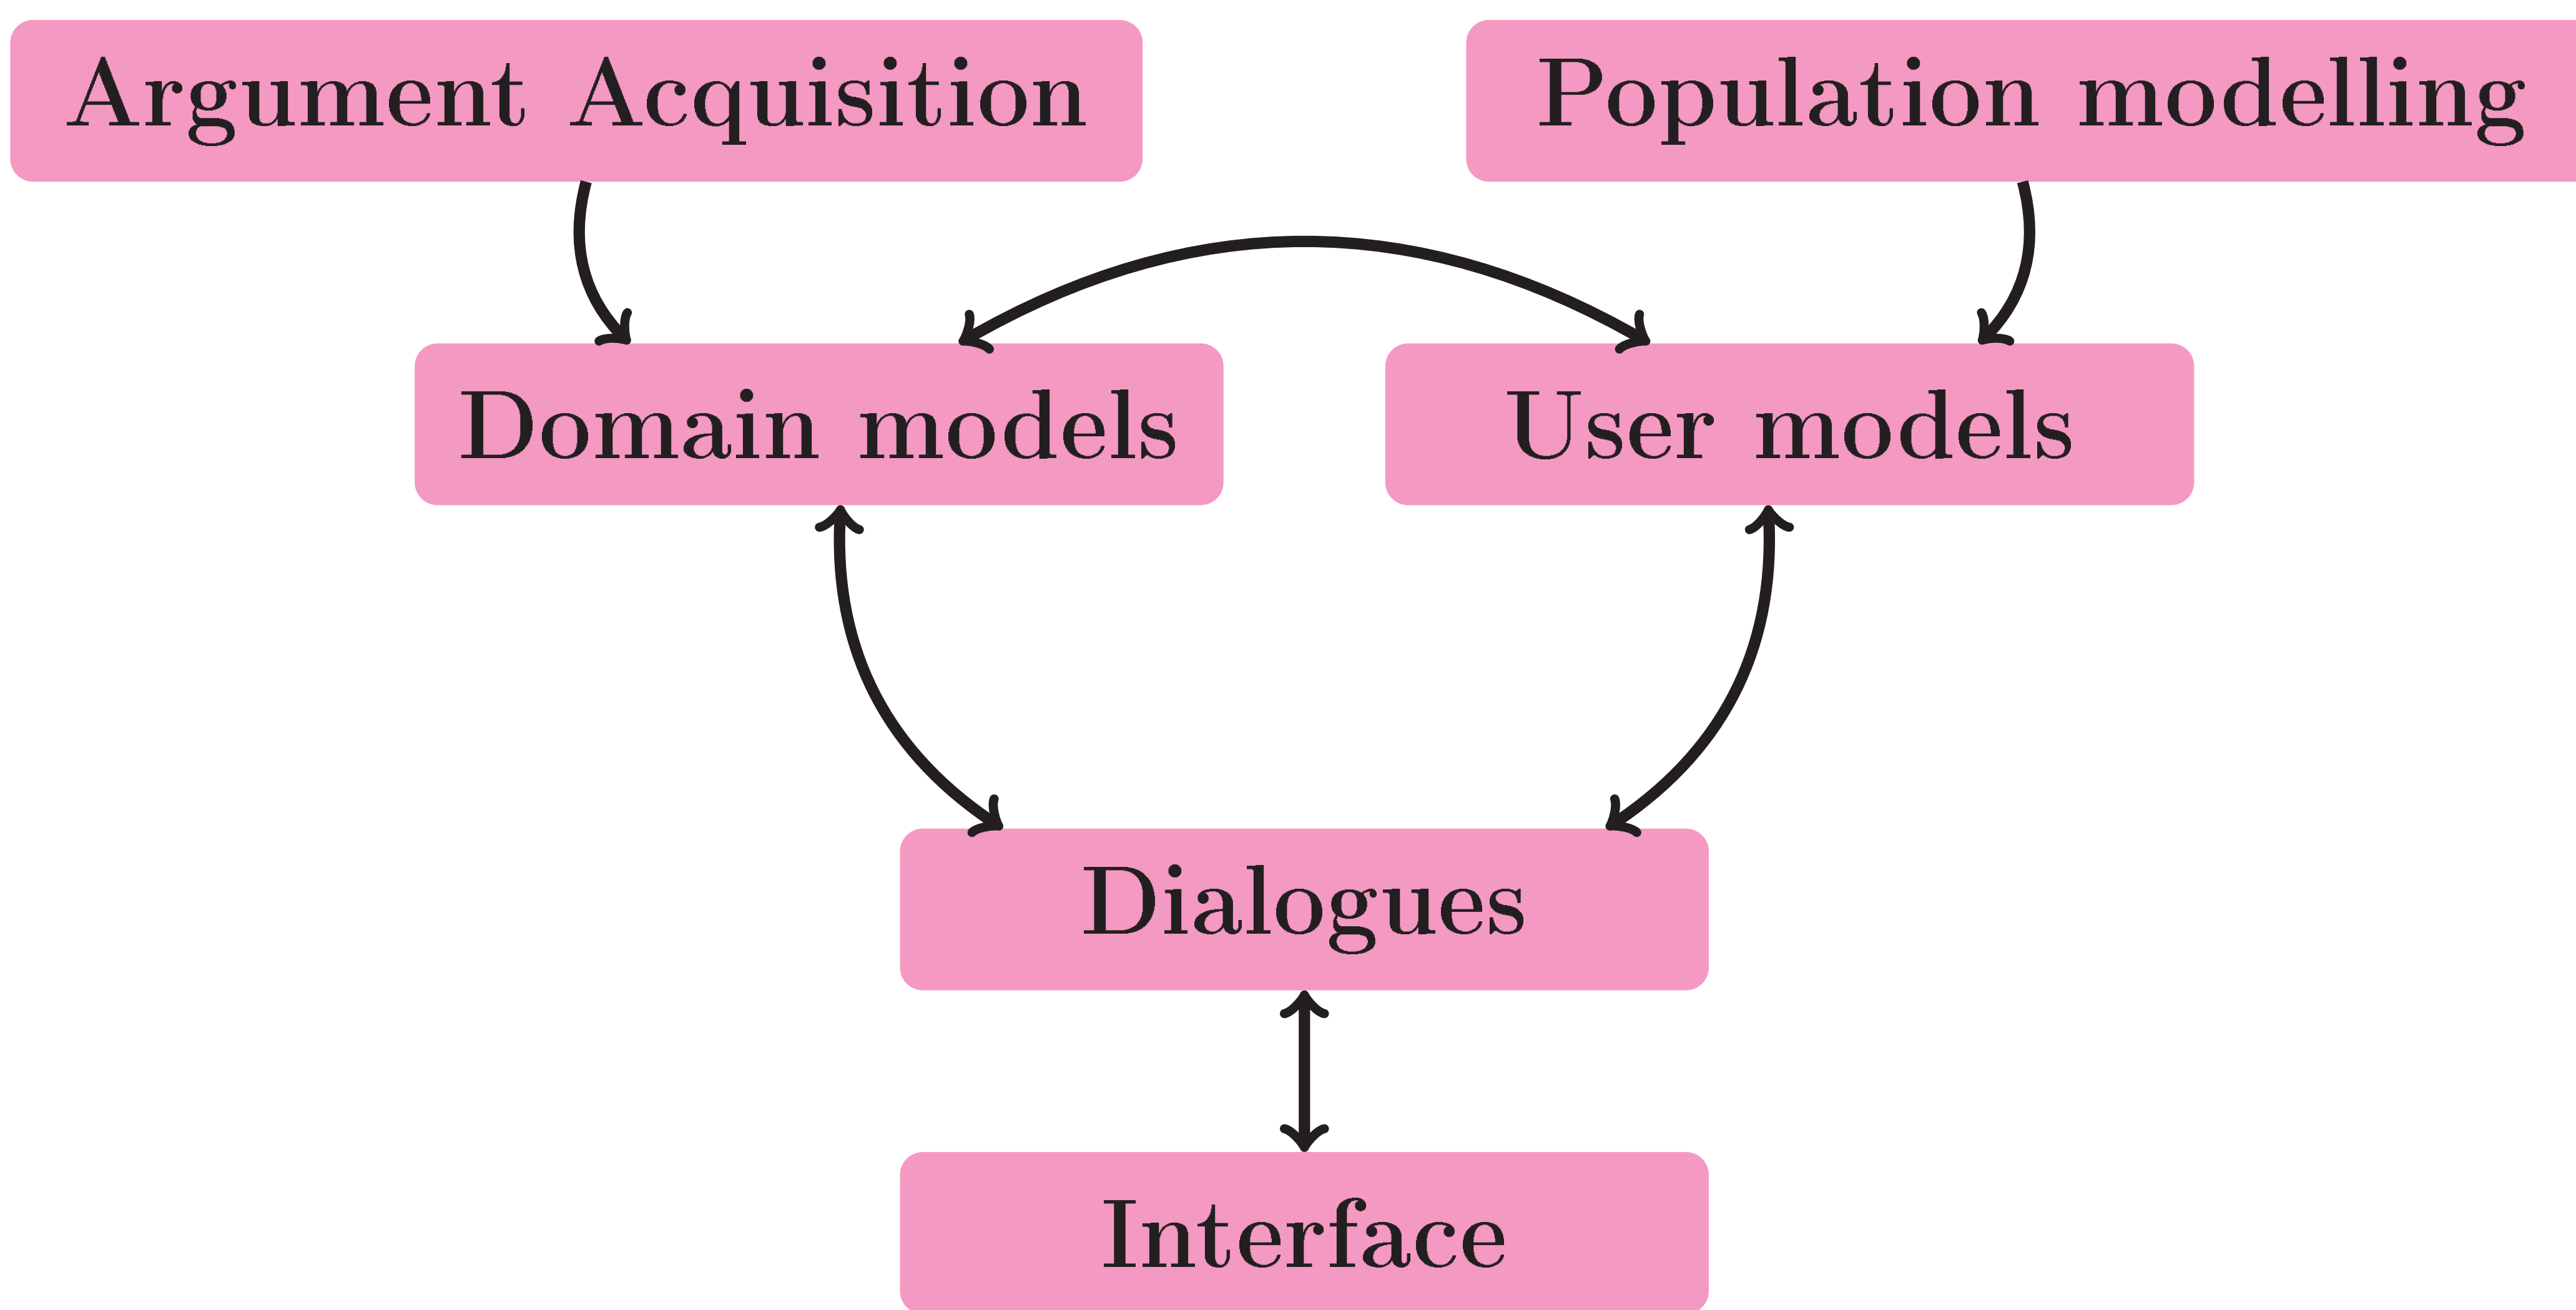 Argument Acquisition
Population modelling
Domain models
User models
Dialogues
Interface